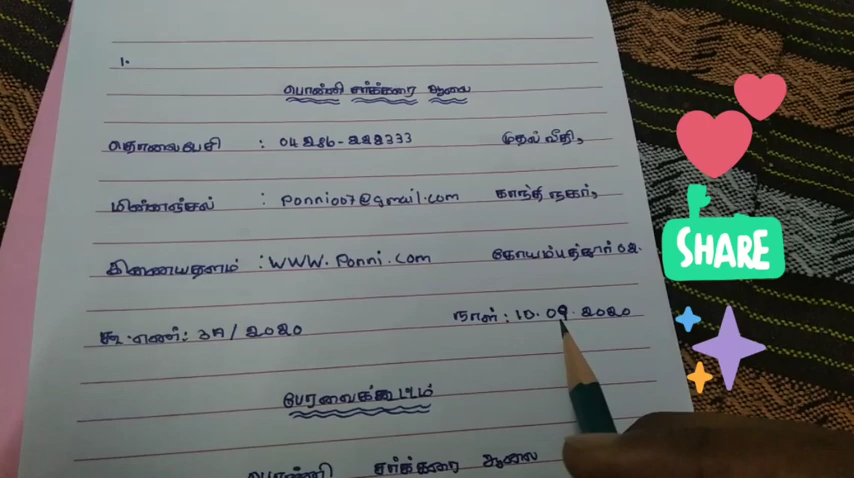 1.
பொன்னி சர்க்கரை ஆலை
தொலைபேசி : 04286-222333 முதல் வீதி,
மின்னஞ்சல் : Ponni007@gmail.com காந்தி நகர்,
இணையதளம் : WWW.Ponni.com கோயம்புத்தூர் 02.
கூ.எண்: 37/2020 நாள்: 10.09.2020
பேரவைக்கூட்டம்
பொன்னி சர்க்கரை ஆலை
SHARE